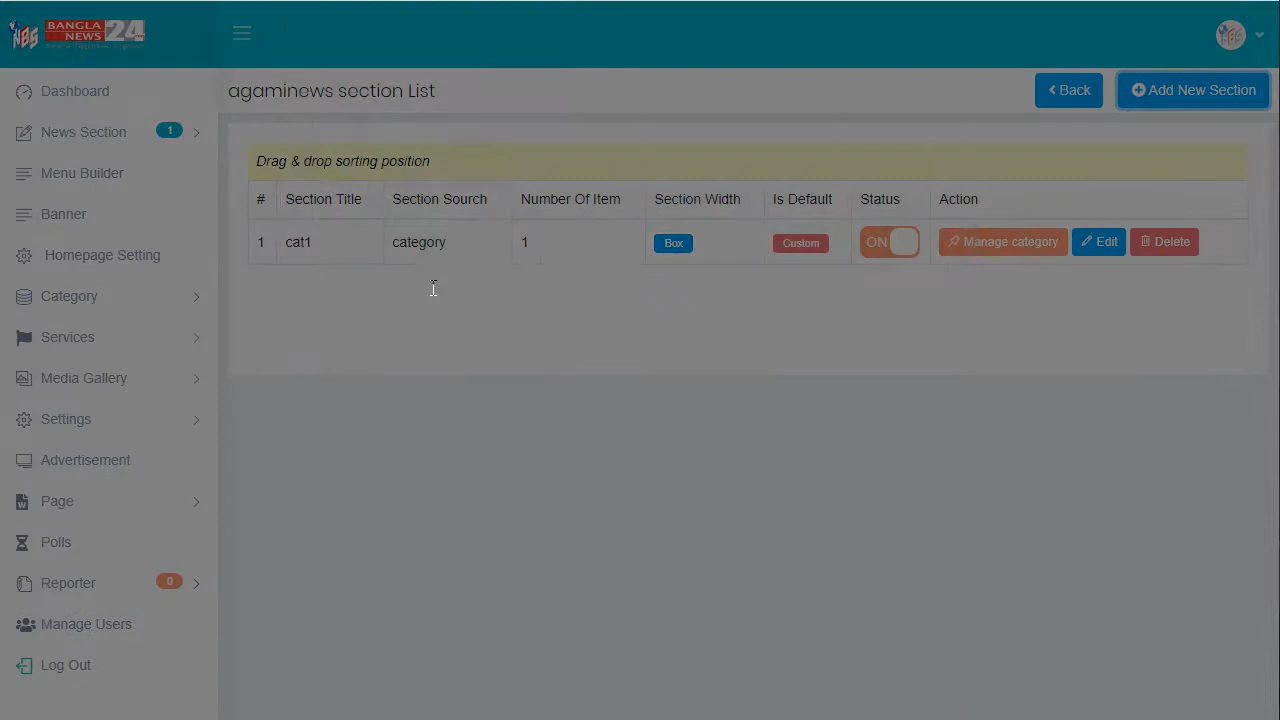 NBS BANGLA NEWS 24
agaminews section List
Back
Add New Section
Dashboard
News Section 1
Menu Builder
Banner
Homepage Setting
Category
Services
Media Gallery
Settings
Advertisement
Page
Polls
Reporter 0
Manage Users
Log Out
Drag & drop sorting position
# Section Title Section Sourch Number Of Item Section Width Is Default Status Action
1 cat1 category 1 Box Custom ON Manage category Edit Delete